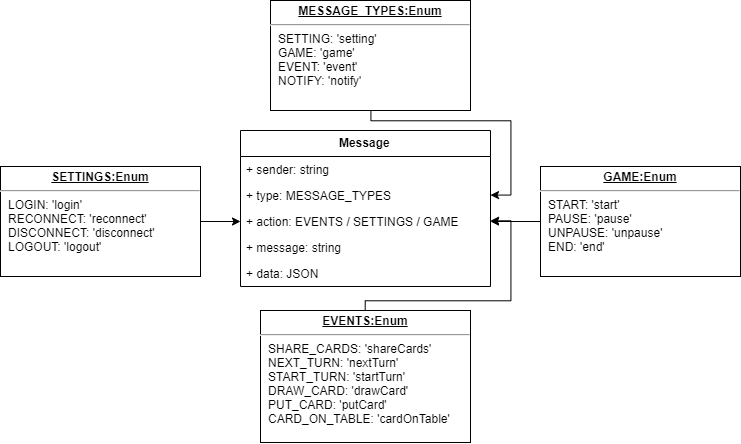 MESSAGE_TYPES:Enum
SETTING: 'setting'
GAME: 'game'
EVENT: 'event'
NOTIFY: 'notify'
Message
+ sender: string
+ type: MESSAGE_TYPES
+ action: EVENTS / SETTINGS / GAME
+ message: string
+ data: JSON
SETTINGS:Enum
LOGIN: 'login'
RECONNECT: 'reconnect'
DISCONNECT: 'disconnect'
LOGOUT: 'logout'
GAME:Enum
START: 'start'
PAUSE: 'pause'
UNPAUSE: 'unpause'
END: 'end'
EVENTS:Enum
SHARE_CARDS: 'shareCards'
NEXT_TURN: 'nextTurn'
START_TURN: 'startTurn'
DRAW_CARD: 'drawCard'
PUT_CARD: 'putCard'
CARD_ON_TABLE: 'cardOnTable'